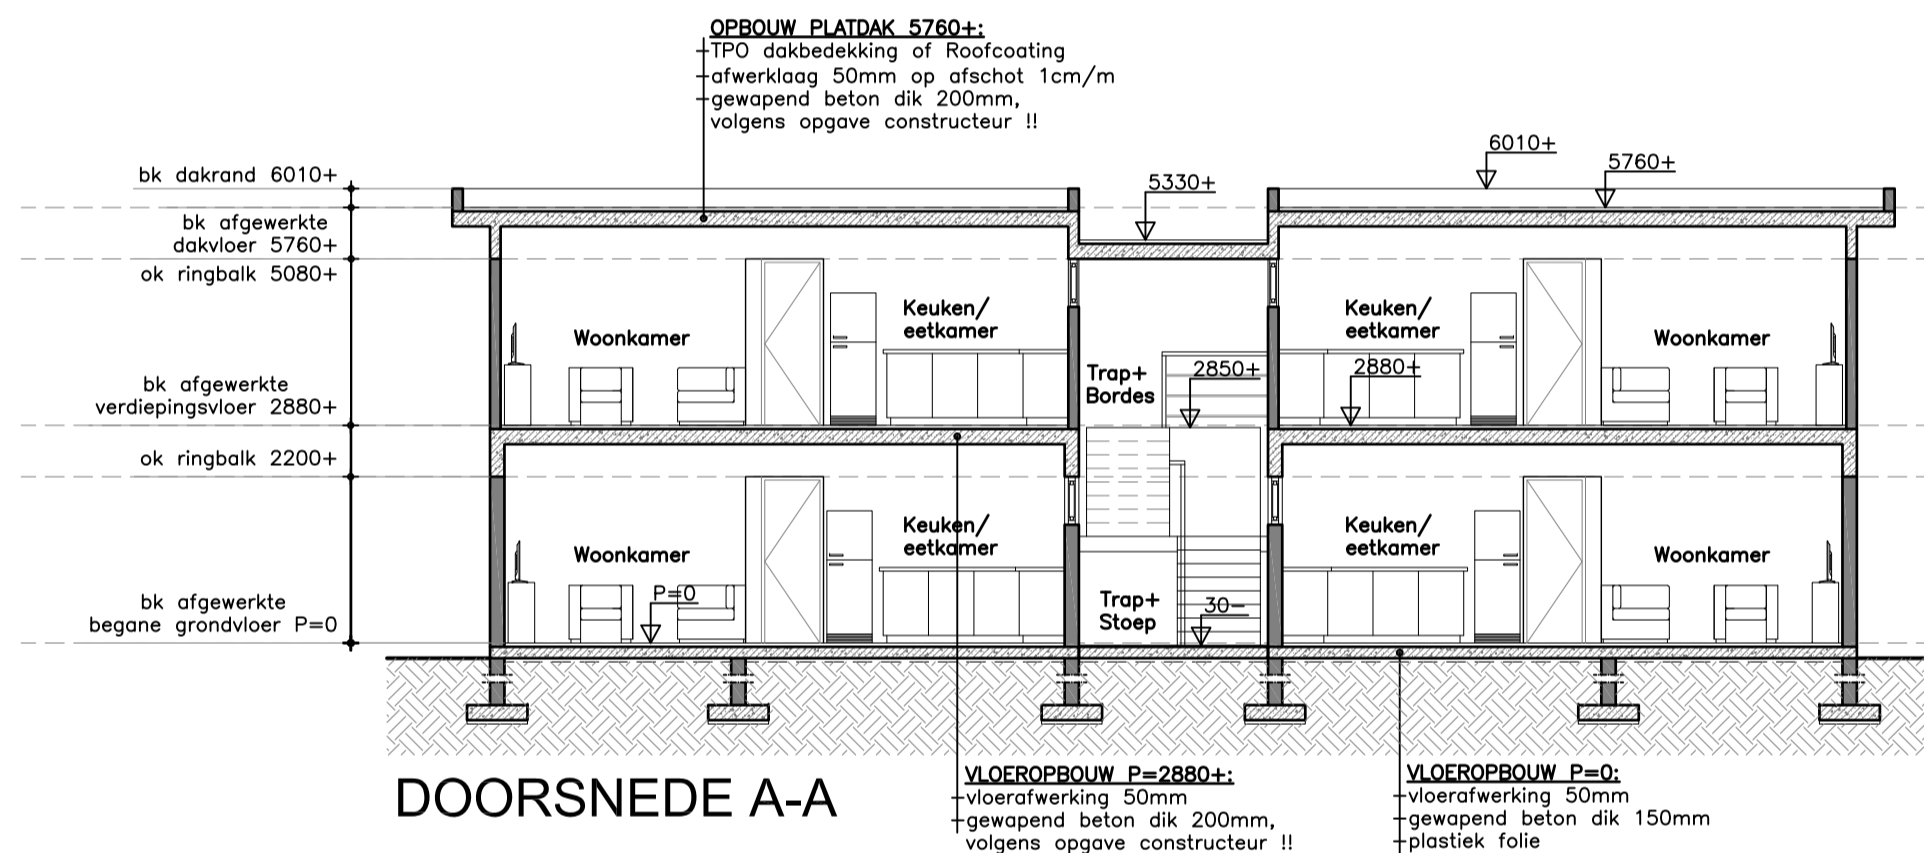 OPBOUW PLATDAK 5760+:
TPO dakbedekking of Roofcoating
afwerklaag 50mm op afschot 1cm/m
gewapend beton dik 200mm,
volgens opgave constructeur !!
6010+
5760+
5330+
bk dakrand 6010+
bk afgewerkte
dakvloer 5760+
ok ringbalk 5080+
bk afgewerkte
verdiepingsvloer 2880+
ok ringbalk 2200+
bk afgewerkte
begane grondvloer P=0
Woonkamer
Keuken/
eetkamer
Trap+
Bordes
2850+
2880+
Keuken/
eetkamer
Woonkamer
Woonkamer
P=0
Keuken/
eetkamer
Trap+
Stoep
30-
Keuken/
eetkamer
Woonkamer
DOORSNEDE A-A
VLOEROPBOUW P=2880+:
vloerafwerking 50mm
gewapend beton dik 200mm,
volgens opgave constructeur !!
VLOEROPBOUW P=0:
vloerafwerking 50mm
gewapend beton dik 150mm
plastiek folie